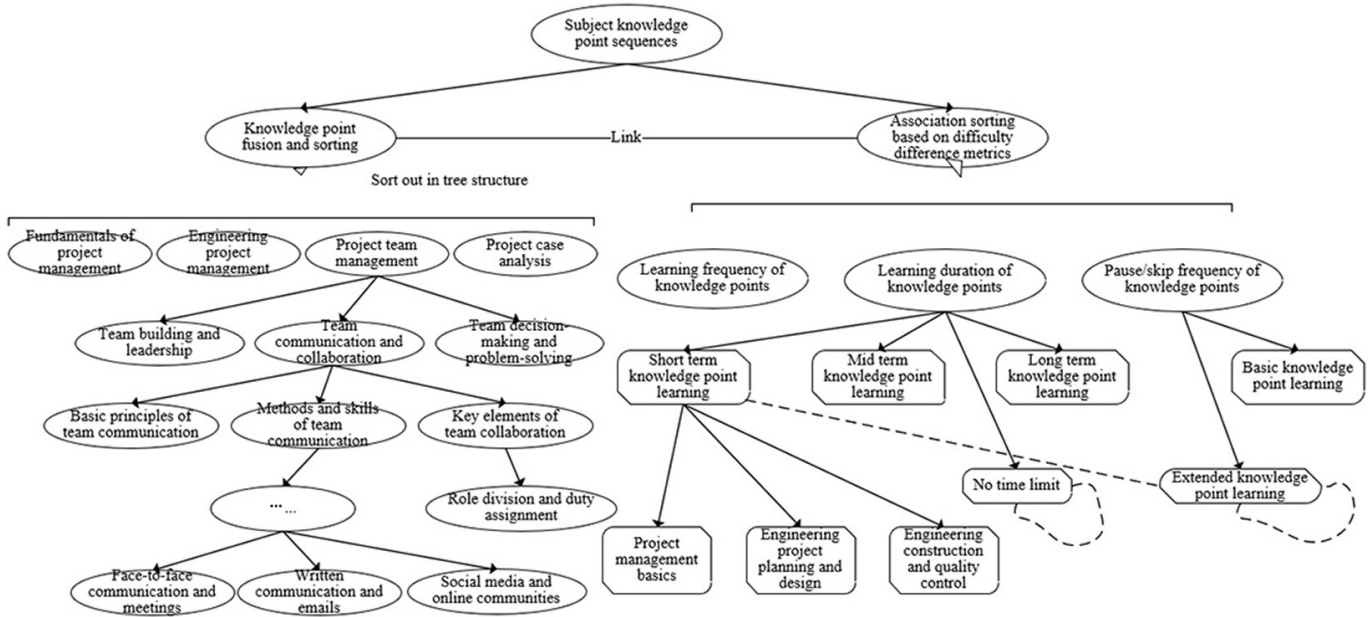 Subject knowledge
point sequences
Knowledge point
fusion and sorting
Link
Association sorting
based on difficulty
difference metrics
Sort out in tree structure
Fundamentals of
project
management
Engineering
project
management
Project team
management
Project case
analysis
Learning frequency of
knowledge points
Learning duration of
knowledge points
Pause/skip frequency of
knowledge points
Team building and
leadership
Team
communication and
collaboration
Team decision-
making and
problem-solving
Short term
knowledge point
learning
Mid term
knowledge point
learning
Long term
knowledge point
learning
Basic knowledge
point learning
Basic principles of
team communication
Methods and skills
of team
communication
Key elements of
team collaboration
No time limit
Extended knowledge
point learning
... ...
Role division and duty
assignment
Project
management
basics
Engineering
project
planning and
design
Engineering
construction
and quality
control
Face-to-face
communication and
meetings
Written
communication and
emails
Social media and
online communities